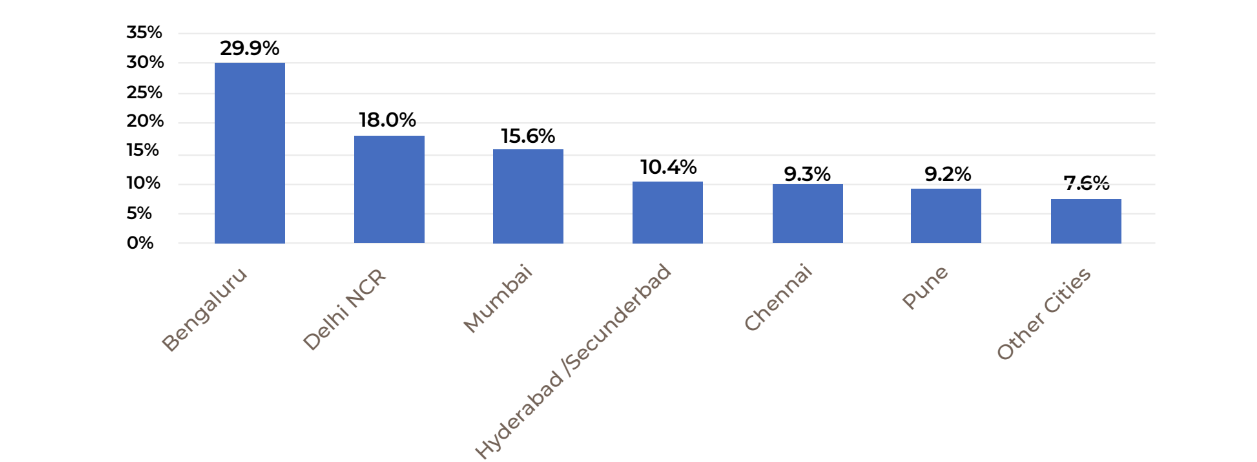 35%
30%
25%
20%
15%
10%
5%
0%
29.9%
18.0%
15.6%
10.4%
9.3%
9.2%
7.6%
Bengaluru
Delhi NCR
Mumbai
Hyderabad /Secunderbad
Chennai
Pune
Other Cities